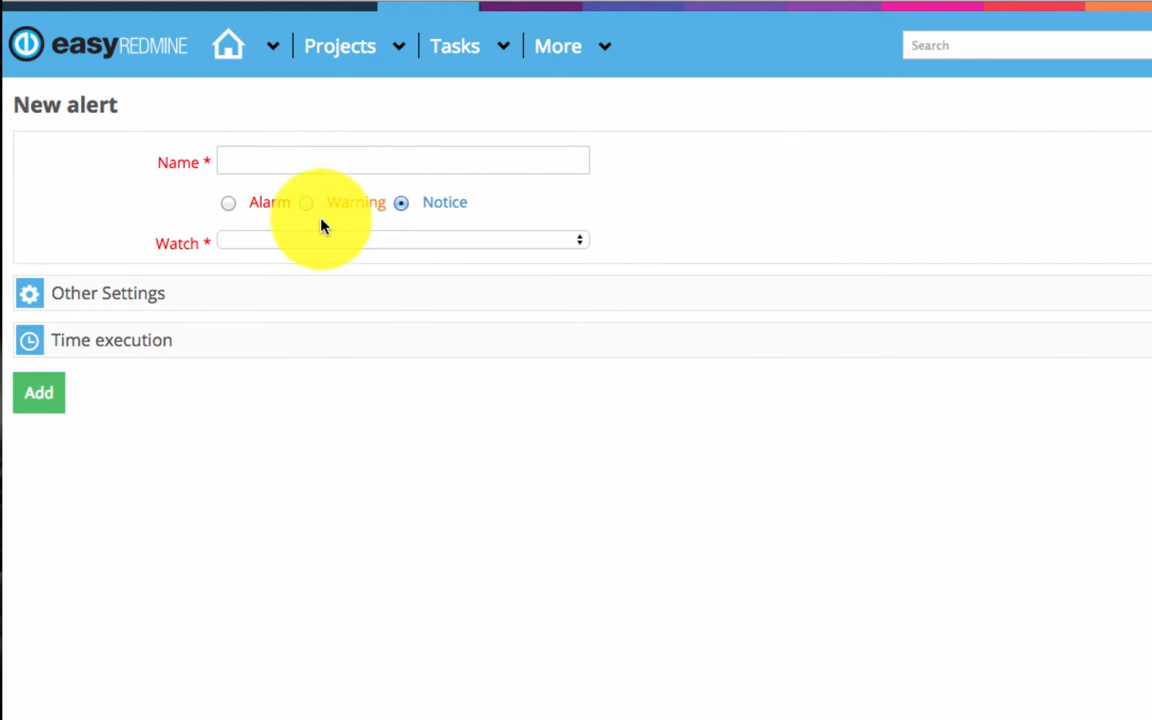 easyREDMINE Projects Tasks More Search
New alert
Name *
Alarm Warning Notice
Watch *
Other Settings
Time execution
Add